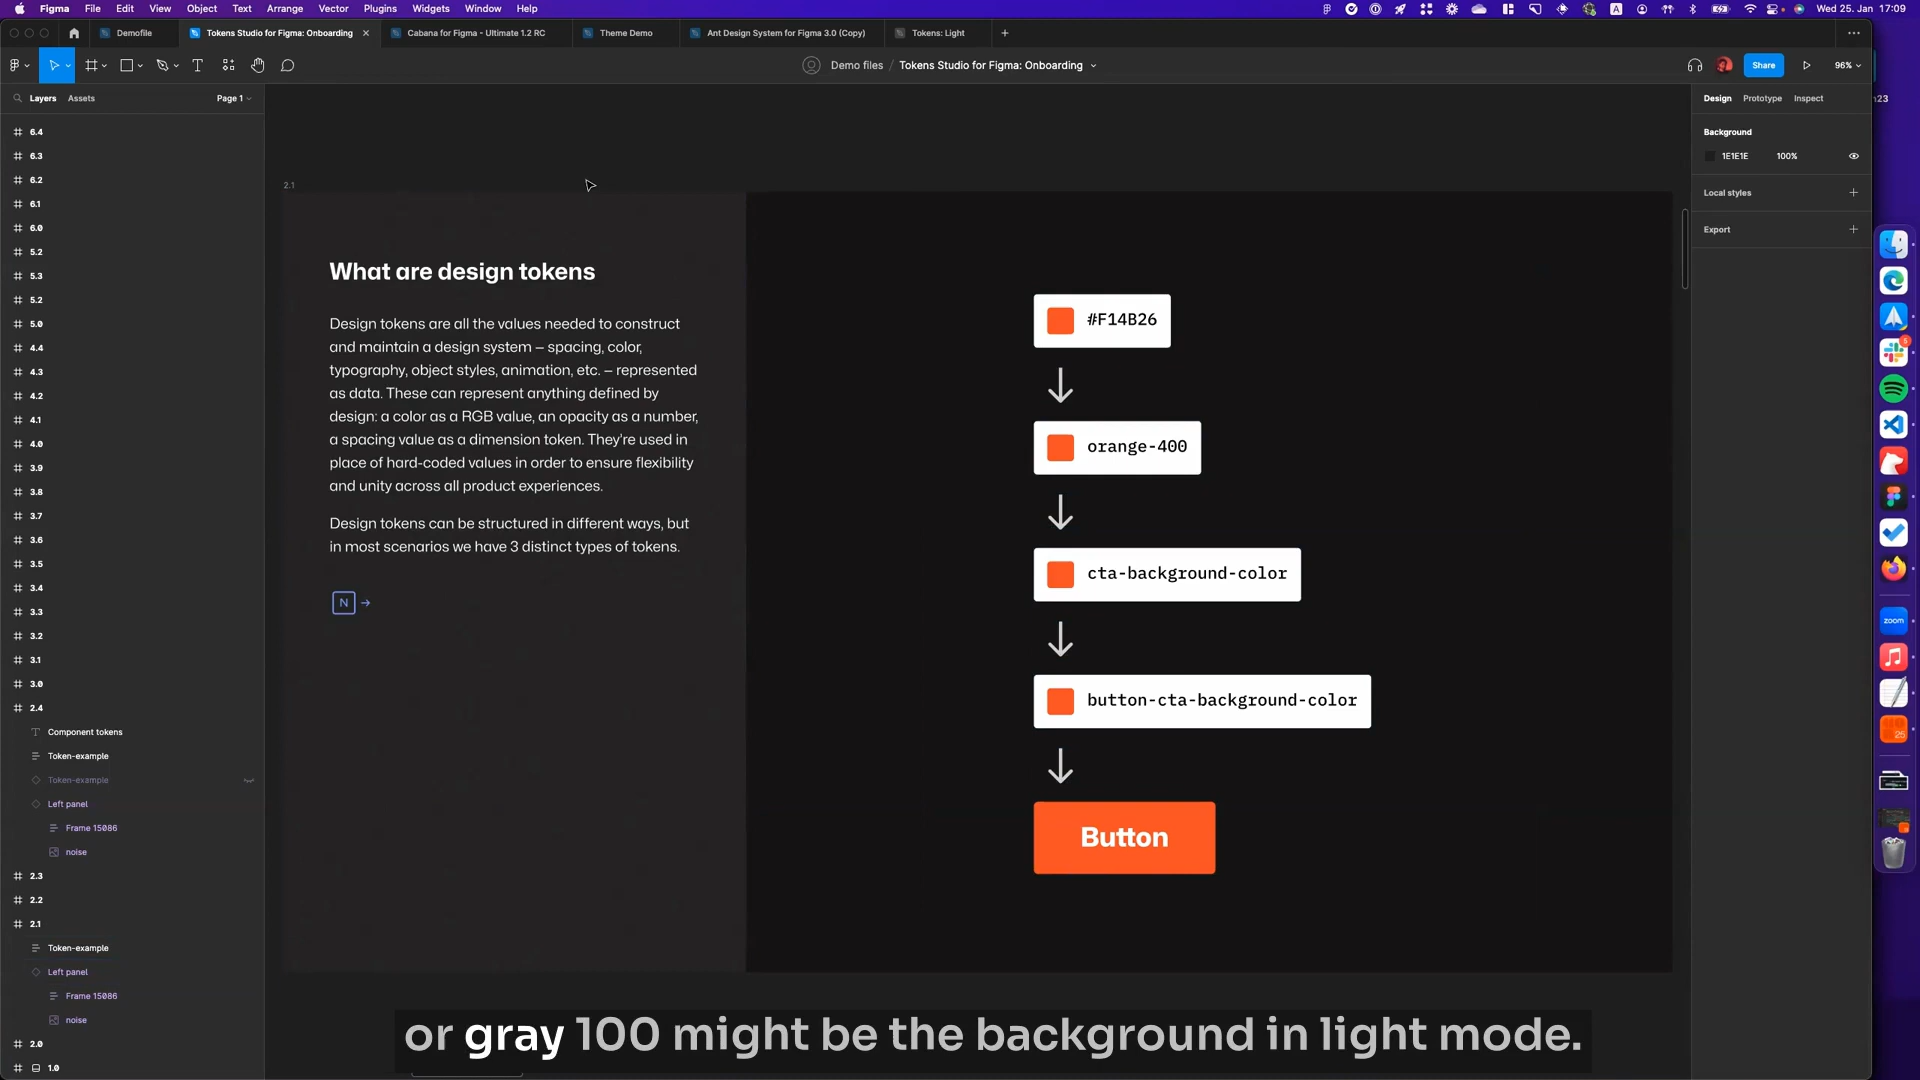 Figma File Edit View Object Text Arrange Vector Plugins Widgets Window Help
A
Wed 25. Jan 17:09
Demofile
Tokens Studio for Figma: Onboarding
Cabana for Figma - Ultimate 1.2 RC
Theme Demo
Ant Design System for Figma 3.0 (Copy)
Tokens: Light
Demo files / Tokens Studio for Figma: Onboarding
Share
96%
Layers Assets Page 1
6.4
6.3
6.2
6.1
6.0
5.2
5.3
5.2
5.0
4.4
4.3
4.2
4.1
4.0
3.9
3.8
3.7
3.6
3.5
3.4
3.3
3.2
3.1
3.0
2.4
Component tokens
Token-example
Token-example
Left panel
Frame 15086
noise
2.3
2.2
2.1
Token-example
Left panel
Frame 15086
noise
2.0
1.0
2.1
What are design tokens
Design tokens are all the values needed to construct
and maintain a design system – spacing, color,
typography, object styles, animation, etc. – represented
as data. These can represent anything defined by
design: a color as a RGB value, an opacity as a number,
a spacing value as a dimension token. They're used in
place of hard-coded values in order to ensure flexibility
and unity across all product experiences.
Design tokens can be structured in different ways, but
in most scenarios we have 3 distinct types of tokens.
N →
#F14B26
orange-400
cta-background-color
button-cta-background-color
Button
Design Prototype Inspect
Background
1E1E1E 100%
Local styles
Export
23
5
zoom
25
or gray 100 might be the background in light mode.